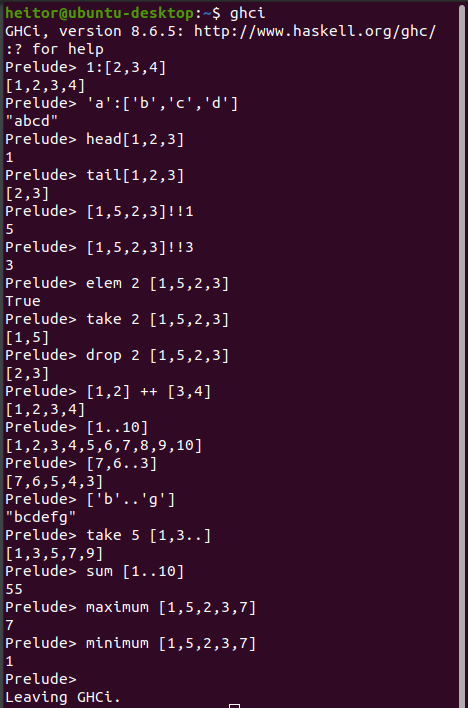 heitor@ubuntu-desktop:~$ ghci
GHCi, version 8.6.5: http://www.haskell.org/ghc/
:? for help
Prelude> 1:[2,3,4]
[1,2,3,4]
Prelude> 'a':['b','c','d']
"abcd"
Prelude> head[1,2,3]
1
Prelude> tail[1,2,3]
[2,3]
Prelude> [1,5,2,3]!!1
5
Prelude> [1,5,2,3]!!3
3
Prelude> elem 2 [1,5,2,3]
True
Prelude> take 2 [1,5,2,3]
[1,5]
Prelude> drop 2 [1,5,2,3]
[2,3]
Prelude> [1,2] ++ [3,4]
[1,2,3,4]
Prelude> [1..10]
[1,2,3,4,5,6,7,8,9,10]
Prelude> [7,6..3]
[7,6,5,4,3]
Prelude> ['b'..'g']
"bcdefg"
Prelude> take 5 [1,3..]
[1,3,5,7,9]
Prelude> sum [1..10]
55
Prelude> maximum [1,5,2,3,7]
7
Prelude> minimum [1,5,2,3,7]
1
Prelude>
Leaving GHCi.